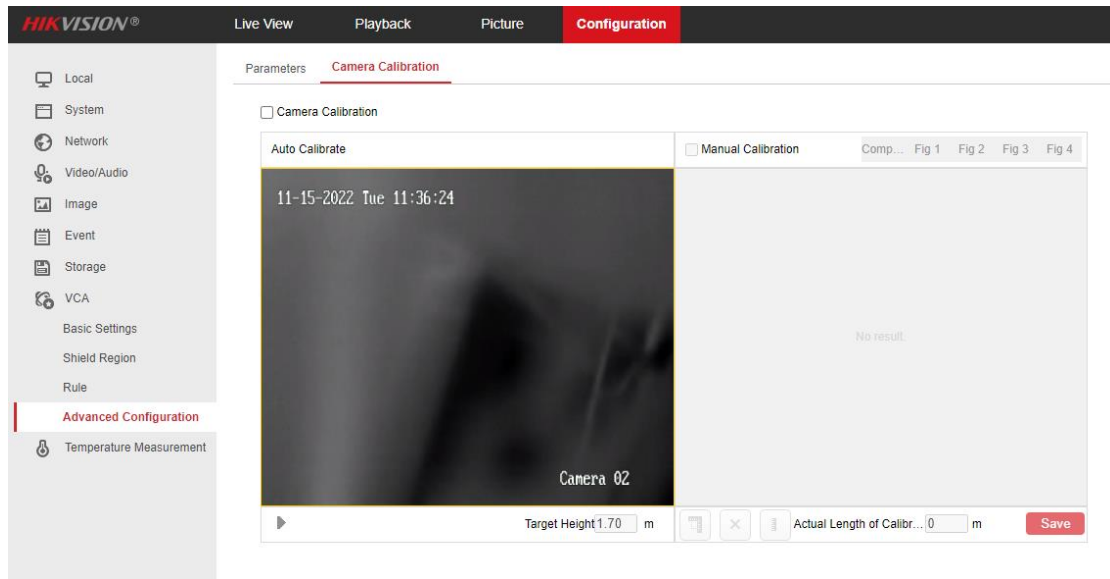 HIKVISION® Live View Playback Picture Configuration
Local
System
Network
Video/Audio
Image
Event
Storage
VCA
Basic Settings
Shield Region
Rule
Advanced Configuration
Temperature Measurement
Parameters Camera Calibration
Camera Calibration
Auto Calibrate
11-15-2022 Tue 11:36:24
Camera 02
Target Height 1.70 m
Manual Calibration Comp... Fig 1 Fig 2 Fig 3 Fig 4
No result.
Actual Length of Calibr... 0 m Save